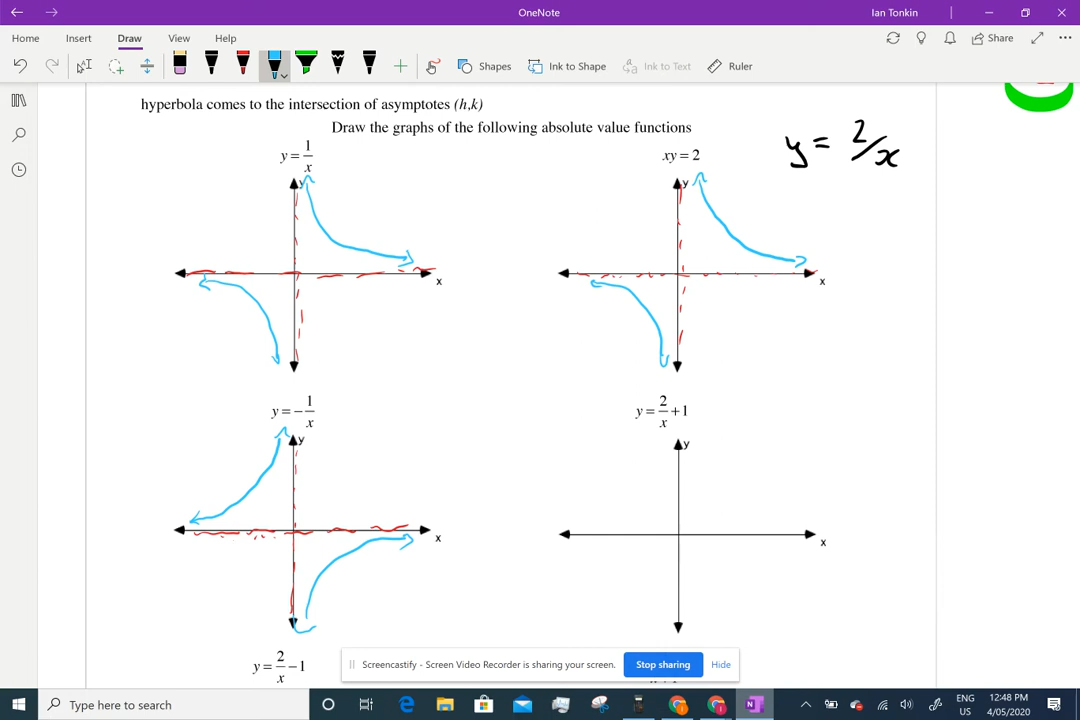 OneNote
Ian Tonkin
Home Insert Draw View Help
Share
Shapes
Ink to Shape
Ink to Text
Ruler
hyperbola comes to the intersection of asymptotes (h,k)
Draw the graphs of the following absolute value functions
y = 1/x
xy = 2
y = 2/x
y
x
y
x
y = - 1/x
y = 2/x + 1
y
x
y
x
y = 2/x - 1
Screencastify - Screen Video Recorder is sharing your screen.
Stop sharing
Hide
Type here to search
ENG
US
12:48 PM
4/05/2020